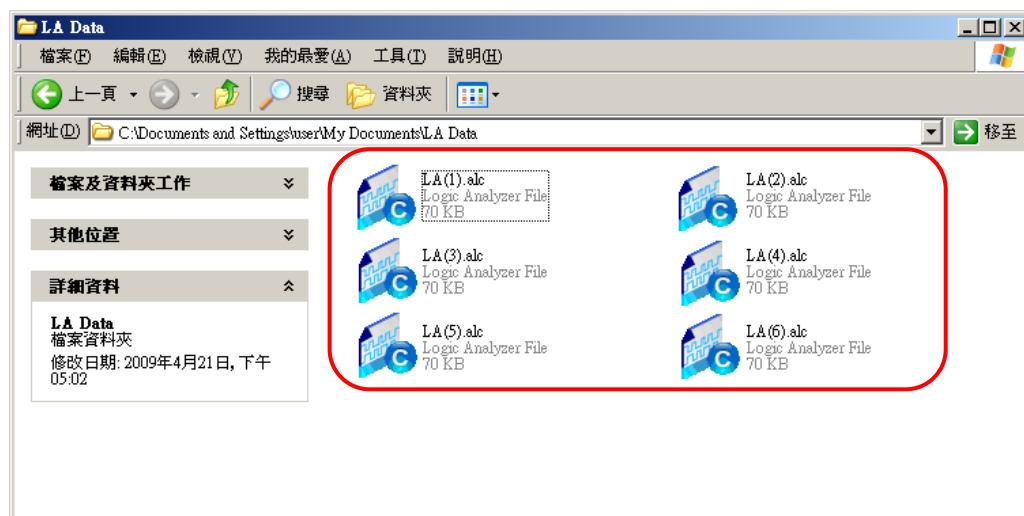 LA Data
檔案(F) 編輯(E) 檢視(V) 我的最愛(A) 工具(T) 說明(H)
上一頁 搜尋 資料夾
網址(D) C:\Documents and Settings\user\My Documents\LA Data 移至
檔案及資料夾工作
其他位置
詳細資料
LA Data
檔案資料夾
修改日期: 2009年4月21日, 下午
05:02
LA(1).alc
Logic Analyzer File
70 KB
LA(2).alc
Logic Analyzer File
70 KB
LA(3).alc
Logic Analyzer File
70 KB
LA(4).alc
Logic Analyzer File
70 KB
LA(5).alc
Logic Analyzer File
70 KB
LA(6).alc
Logic Analyzer File
70 KB